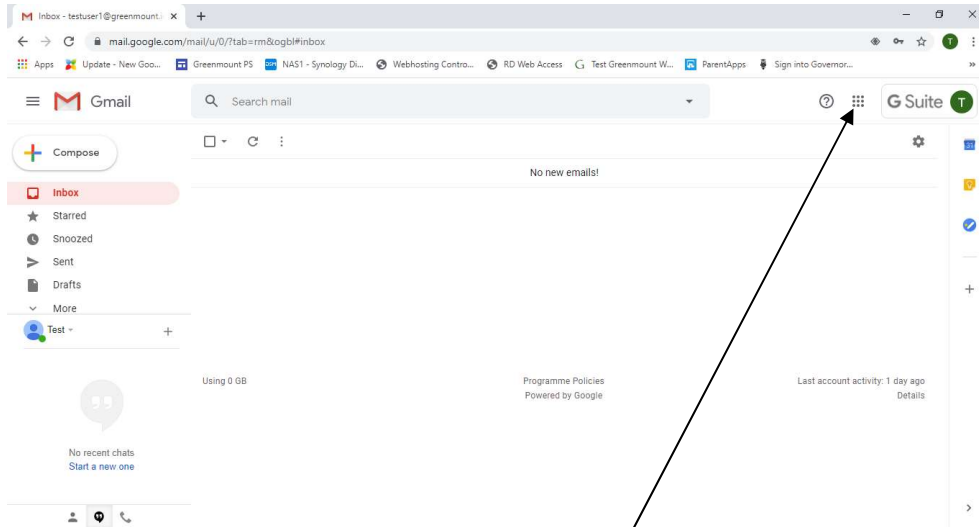 Inbox - testuser1@greenmount.
mail.google.com/mail/u/0/?tab=rm&ogbl#inbox
Apps Update - New Goo... Greenmount PS NAS1 - Synology Di... Webhosting Contro... RD Web Access Test Greenmount W... ParentApps Sign into Governor... »
Gmail Search mail G Suite T
Compose
No new emails!
Inbox
Starred
Snoozed
Sent
Drafts
More
Test
Using 0 GB Programme Policies Last account activity: 1 day ago
Powered by Google Details
No recent chats
Start a new one